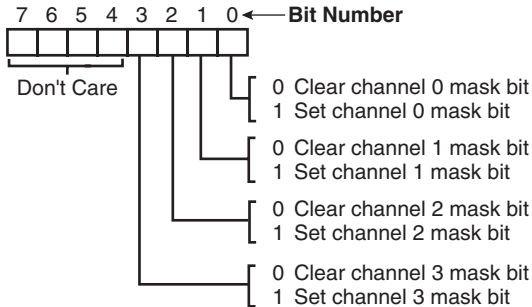 7 6 5 4 3 2 1 0 Bit Number
Don't Care
0 Clear channel 0 mask bit
1 Set channel 0 mask bit
0 Clear channel 1 mask bit
1 Set channel 1 mask bit
0 Clear channel 2 mask bit
1 Set channel 2 mask bit
0 Clear channel 3 mask bit
1 Set channel 3 mask bit